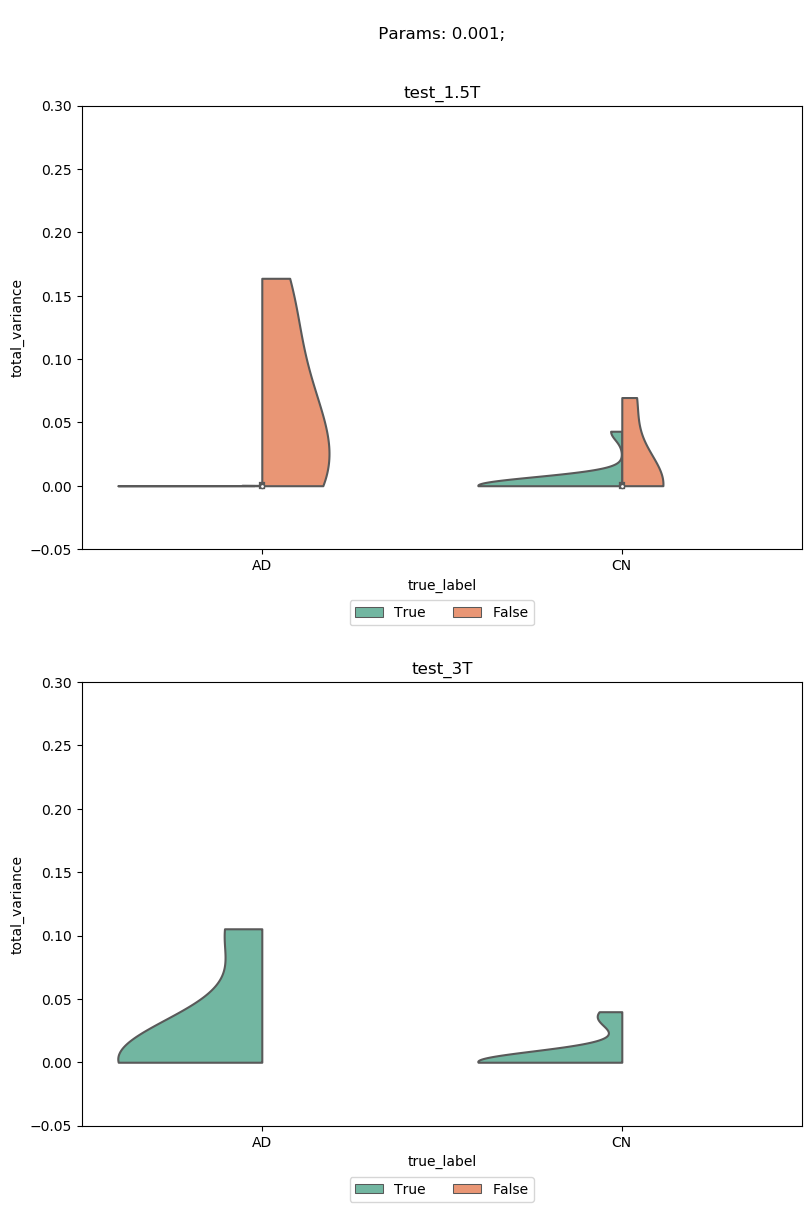 Params: 0.001;
test_1.5T
0.30
0.25
0.20
0.15
0.10
0.05
0.00
−0.05
total_variance
AD CN
true_label
True False
test_3T
0.30
0.25
0.20
0.15
0.10
0.05
0.00
−0.05
total_variance
AD CN
true_label
True False